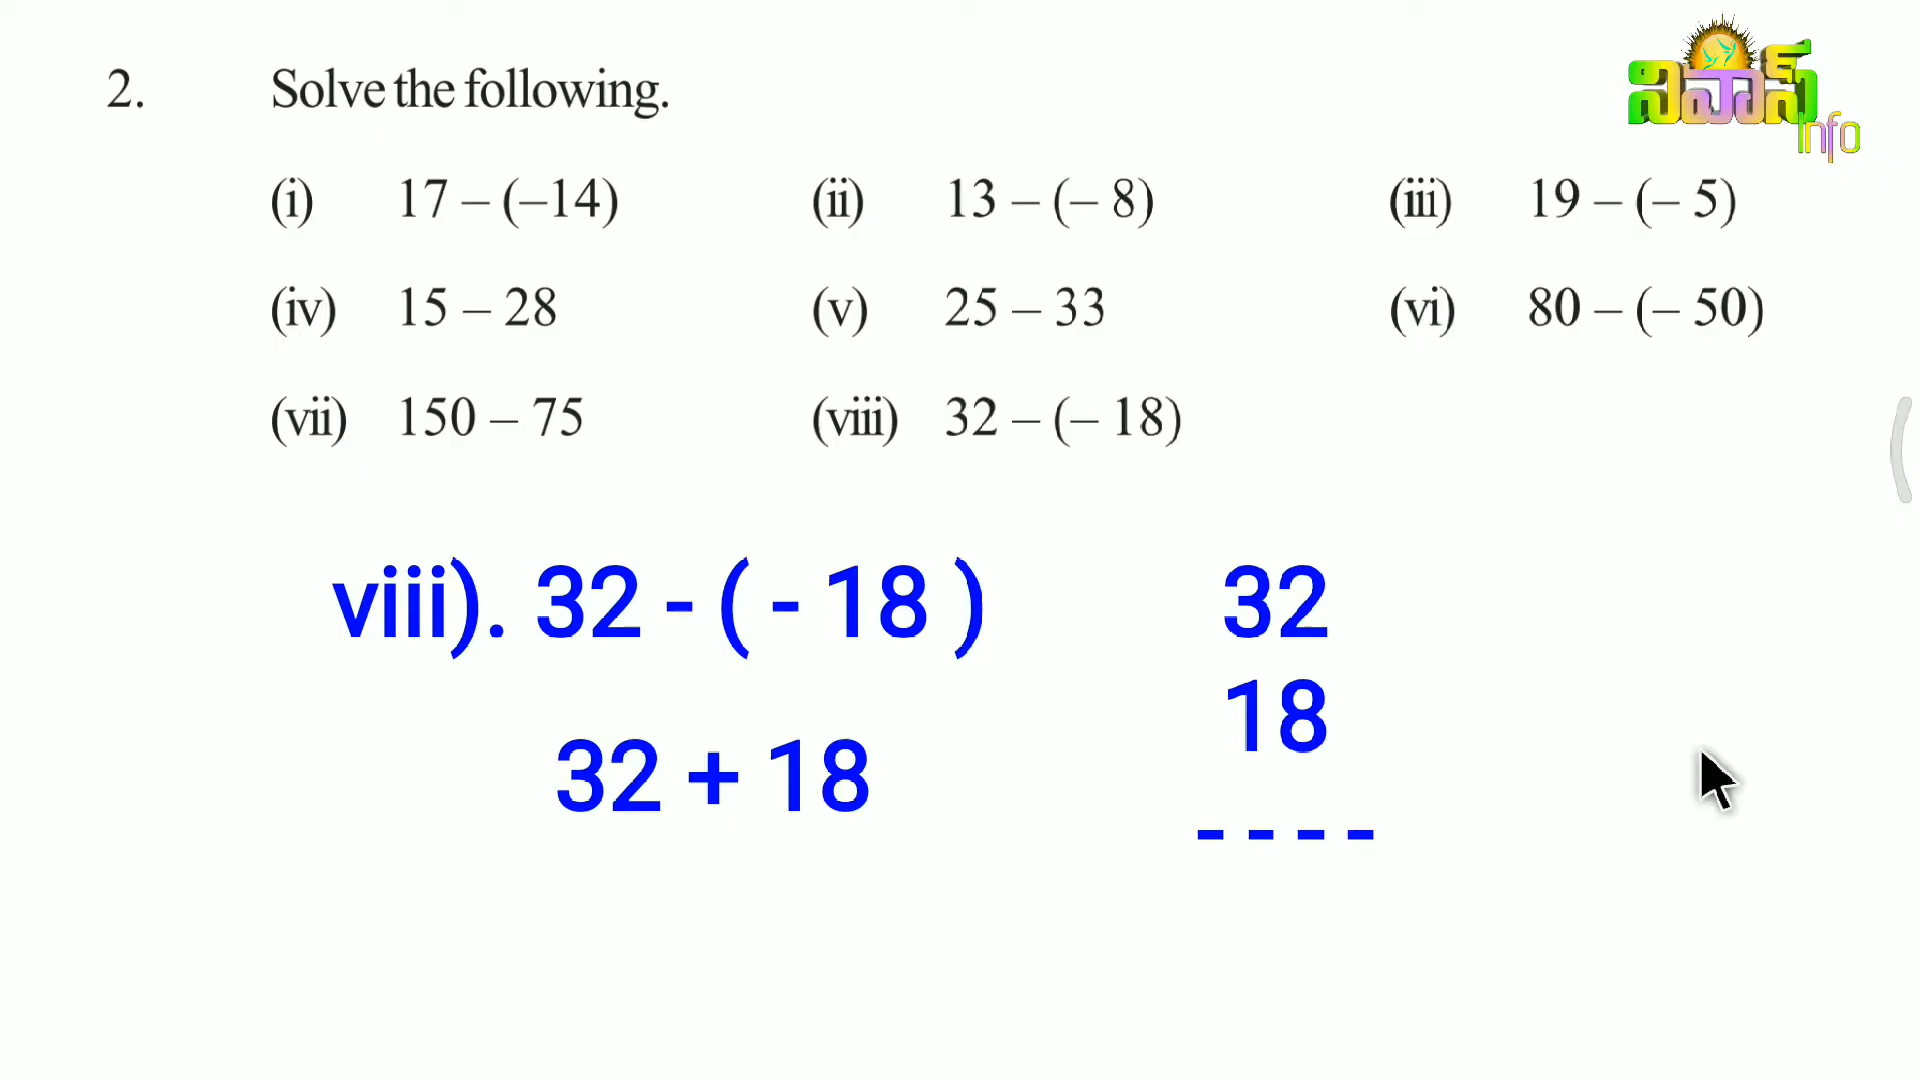 2. Solve the following.
నివాస్
Info
(i) 17 – (–14) (ii) 13 – (– 8) (iii) 19 – (– 5)
(iv) 15 – 28 (v) 25 – 33 (vi) 80 – (– 50)
(vii) 150 – 75 (viii) 32 – (– 18)
viii). 32 - ( - 18 ) 32
18
32 + 18
- - - -